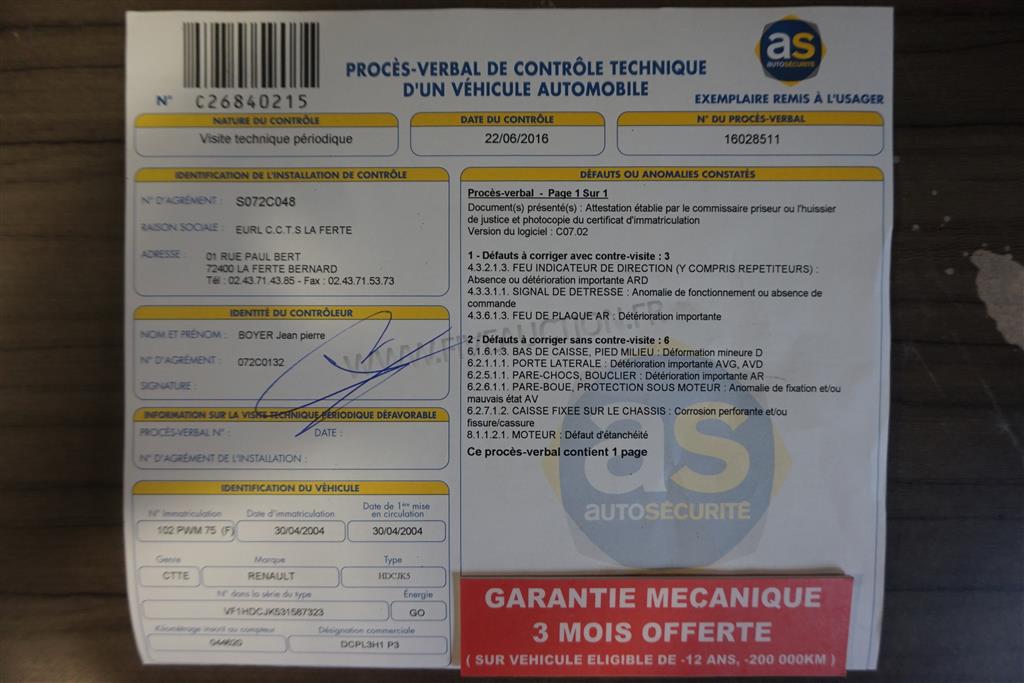 as
AUTOSÉCURITÉ
PROCÈS-VERBAL DE CONTRÔLE TECHNIQUE
D'UN VÉHICULE AUTOMOBILE
N° C26840215
EXEMPLAIRE REMIS À L'USAGER
NATURE DU CONTRÔLE
Visite technique périodique
DATE DU CONTRÔLE
22/06/2016
N° DU PROCÈS-VERBAL
16028511
IDENTIFICATION DE L'INSTALLATION DE CONTRÔLE
N° D'AGRÉMENT : S072C048
RAISON SOCIALE : EURL C.C.T.S LA FERTE
ADRESSE : 01 RUE PAUL BERT
72400 LA FERTE BERNARD
Tél : 02.43.71.43.85 - Fax : 02.43.71.53.73
IDENTITÉ DU CONTRÔLEUR
NOM ET PRÉNOM : BOYER Jean pierre
N° D'AGRÉMENT : 072C0132
SIGNATURE :
INFORMATION SUR LA VISITE TECHNIQUE PÉRIODIQUE DÉFAVORABLE
PROCÈS-VERBAL N° : DATE :
N° D'AGRÉMENT DE L'INSTALLATION :
IDENTIFICATION DU VÉHICULE
N° immatriculation Date d'immatriculation Date de 1ère mise
en circulation
102 PWM 75 (F) 30/04/2004 30/04/2004
Genre Marque Type
CTTE RENAULT HDCJK5
N° dans la série du type Énergie
VF1HDCJK531587323 GO
Kilométrage inscrit au compteur Désignation commerciale
DCPL3H1 P3
DÉFAUTS OU ANOMALIES CONSTATÉS
Procès-verbal - Page 1 Sur 1
Document(s) présenté(s) : Attestation établie par le commissaire priseur ou l'huissier
de justice et photocopie du certificat d'immatriculation
Version du logiciel : C07.02
1 - Défauts à corriger avec contre-visite : 3
4.3.2.1.3. FEU INDICATEUR DE DIRECTION (Y COMPRIS REPETITEURS) :
Absence ou détérioration importante ARD
4.3.3.1.1. SIGNAL DE DETRESSE : Anomalie de fonctionnement ou absence de
commande
4.3.6.1.3. FEU DE PLAQUE AR : Détérioration importante
2 - Défauts à corriger sans contre-visite : 6
6.1.6.1.3. BAS DE CAISSE, PIED MILIEU : Déformation mineure D
6.2.1.1.1. PORTE LATERALE : Détérioration importante AVG, AVD
6.2.5.1.1. PARE-CHOCS, BOUCLIER : Détérioration importante AR
6.2.6.1.1. PARE-BOUE, PROTECTION SOUS MOTEUR : Anomalie de fixation et/ou
mauvais état AV
6.2.7.1.2. CAISSE FIXEE SUR LE CHASSIS : Corrosion perforante et/ou
fissure/cassure
8.1.1.2.1. MOTEUR : Défaut d'étanchéité
Ce procès-verbal contient 1 page
as
AUTOSÉCURITÉ
GARANTIE MECANIQUE
3 MOIS OFFERTE
( SUR VEHICULE ELIGIBLE DE -12 ANS, -200 000KM )